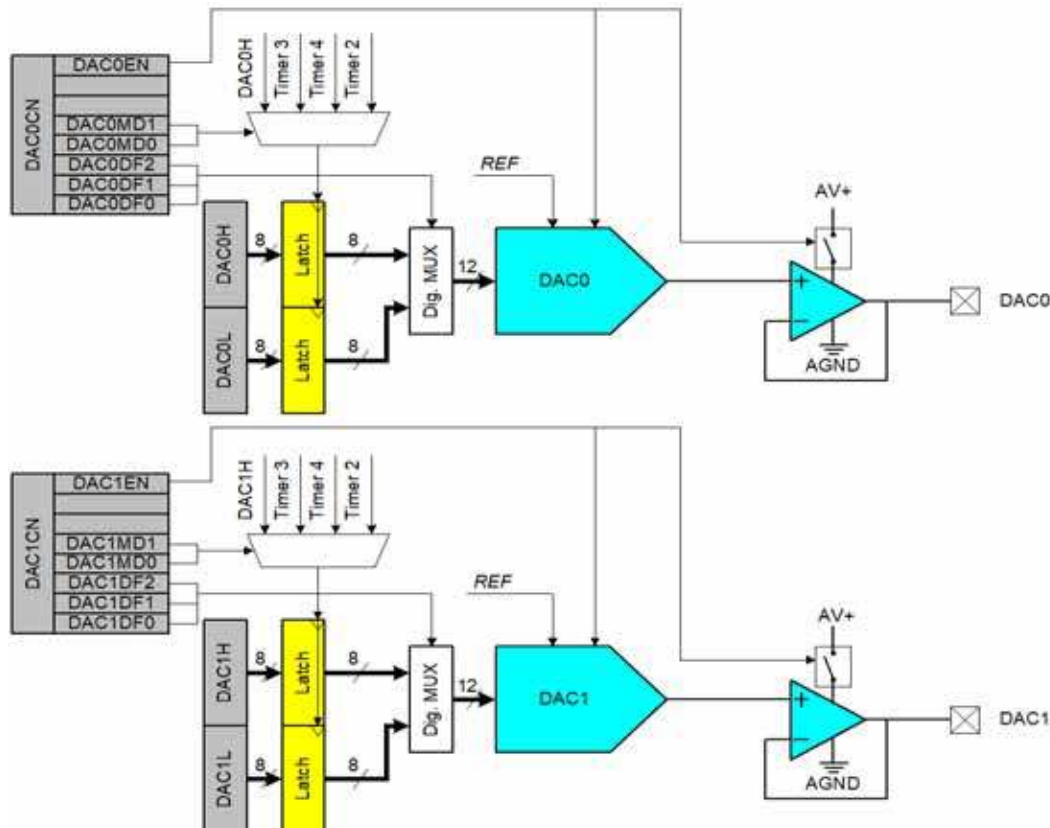 DAC0EN
DAC0H
Timer 3
Timer 4
Timer 2
DAC0CN
DAC0MD1
DAC0MD0
DAC0DF2
DAC0DF1
DAC0DF0
REF
AV+
DAC0H
8
Latch
8
Dig. MUX
12
DAC0
+
−
DAC0
DAC0L
8
Latch
8
AGND
DAC1EN
DAC1H
Timer 3
Timer 4
Timer 2
DAC1CN
DAC1MD1
DAC1MD0
DAC1DF2
DAC1DF1
DAC1DF0
REF
AV+
DAC1H
8
Latch
8
Dig. MUX
12
DAC1
+
−
DAC1
DAC1L
8
Latch
8
AGND